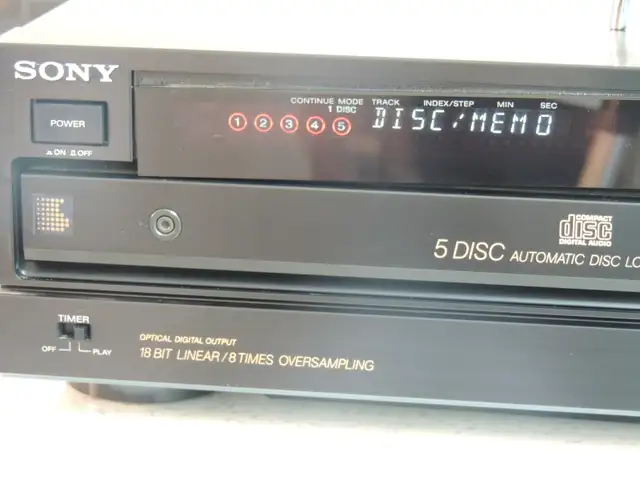 SONY
POWER
ON OFF
CONTINUE MODE
1 DISC
TRACK INDEX/STEP MIN SEC
1 2 3 4 5
DISC/MEMO
COMPACT
disc
DIGITAL AUDIO
5 DISC AUTOMATIC DISC LO
TIMER
OFF PLAY
OPTICAL DIGITAL OUTPUT
18 BIT LINEAR/8 TIMES OVERSAMPLING